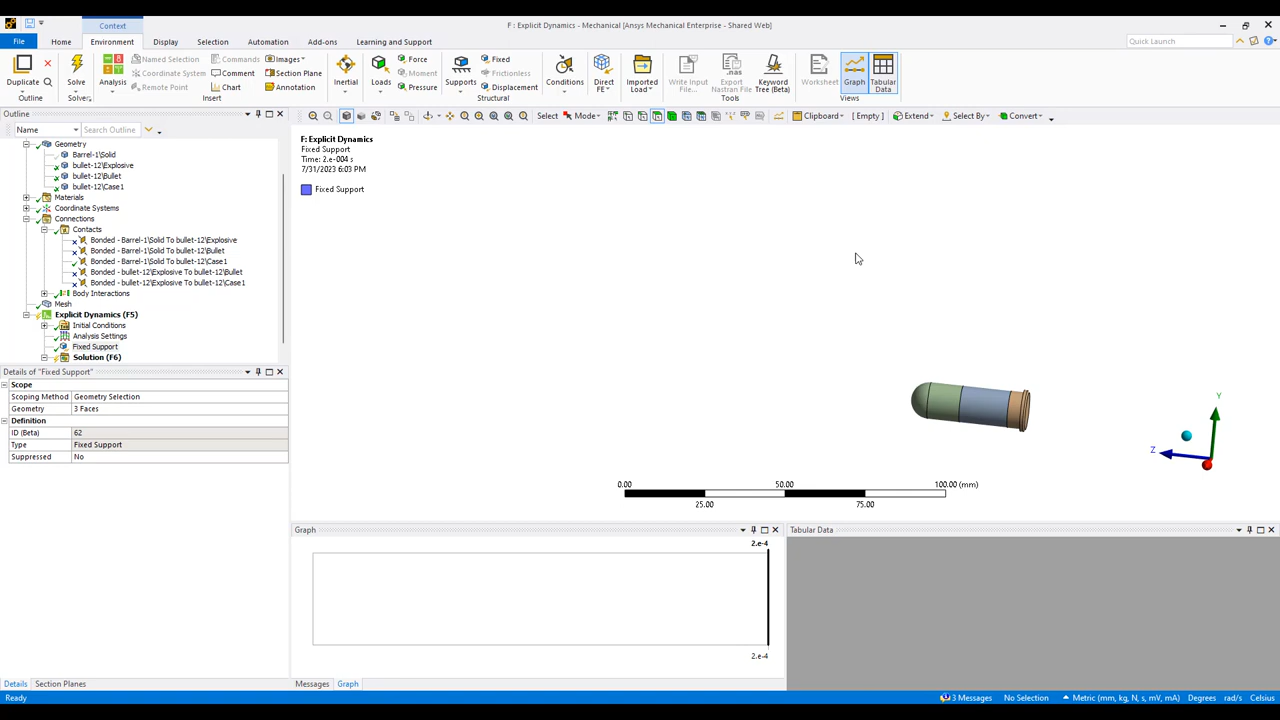 Context
F : Explicit Dynamics - Mechanical [Ansys Mechanical Enterprise - Shared Web]
File Home Environment Display Selection Automation Add-ons Learning and Support
Quick Launch
Duplicate
Outline
Solve
Solver
Analysis
Named Selection
Coordinate System
Remote Point
Commands
Comment
Chart
Images
Section Plane
Annotation
Insert
Inertial
Loads
Force
Moment
Pressure
Supports
Fixed
Frictionless
Displacement
Structural
Conditions
Direct
FE
Imported
Load
Write Input
File...
Export
Nastran File
Keyword
Tree (Beta)
Tools
Worksheet
Graph
Tabular
Data
Views
Select Mode Clipboard [ Empty ] Extend Select By Convert
Outline
Name Search Outline
Geometry
Barrel-1\Solid
bullet-12\Explosive
bullet-12\Bullet
bullet-12\Case1
Materials
Coordinate Systems
Connections
Contacts
Bonded - Barrel-1\Solid To bullet-12\Explosive
Bonded - Barrel-1\Solid To bullet-12\Bullet
Bonded - Barrel-1\Solid To bullet-12\Case1
Bonded - bullet-12\Explosive To bullet-12\Bullet
Bonded - bullet-12\Explosive To bullet-12\Case1
Body Interactions
Mesh
Explicit Dynamics (F5)
Initial Conditions
Analysis Settings
Fixed Support
Solution (F6)
Details of "Fixed Support"
Scope
Scoping Method Geometry Selection
Geometry 3 Faces
Definition
ID (Beta) 62
Type Fixed Support
Suppressed No
Details Section Planes
F: Explicit Dynamics
Fixed Support
Time: 2.e-004 s
7/31/2023 6:03 PM
Fixed Support
Y
Z
0.00 50.00 100.00 (mm)
25.00 75.00
Graph
2.e-4
2.e-4
Messages Graph
Tabular Data
Ready
3 Messages No Selection Metric (mm, kg, N, s, mV, mA) Degrees rad/s Celsius